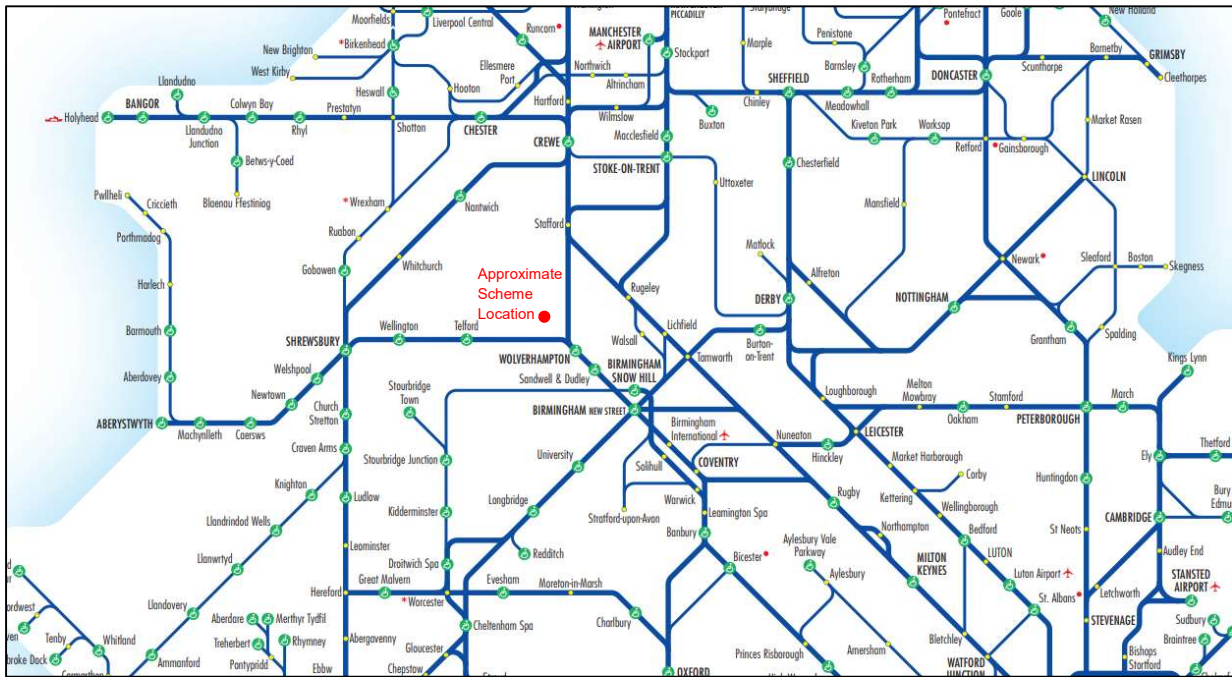 PICCADILLY
Moorfields
Liverpool Central
Runcorn
MANCHESTER
AIRPORT
Stockport
Marple
Penistone
Pontefract
Goole
New Holland
New Brighton
*Birkenhead
West Kirby
Ellesmere
Port
Northwich
Altrincham
Barnsley
Rotherham
DONCASTER
Scunthorpe
Barnetby
GRIMSBY
Cleethorpes
SHEFFIELD
Chinley
Meadowhall
Llandudno
BANGOR
Colwyn Bay
Prestatyn
Heswall
Hooton
Hartford
Wilmslow
Buxton
Holyhead
Llandudno
Junction
Rhyl
Shotton
CHESTER
CREWE
Macclesfield
Kiveton Park
Worksop
Retford
Gainsborough
Market Rasen
Betws-y-Coed
STOKE-ON-TRENT
Chesterfield
LINCOLN
Pwllheli
Criccieth
Blaenau Ffestiniog
*Wrexham
Nantwich
Uttoxeter
Mansfield
Porthmadog
Ruabon
Stafford
Gobowen
Whitchurch
Matlock
Alfreton
Newark
Sleaford
Boston
Skegness
Harlech
Approximate
Scheme
Location
Rugeley
DERBY
NOTTINGHAM
Barmouth
SHREWSBURY
Wellington
Telford
Walsall
Lichfield
Burton-
on-Trent
Grantham
Spalding
WOLVERHAMPTON
Tamworth
Kings Lynn
Aberdovey
Welshpool
Sandwell & Dudley
BIRMINGHAM
SNOW HILL
Loughborough
Melton
Mowbray
Stamford
March
Newtown
Stourbridge
Town
Oakham
PETERBOROUGH
ABERYSTWYTH
Machynlleth
Caersws
Church
Stretton
BIRMINGHAM NEW STREET
Birmingham
International
Nuneaton
LEICESTER
Hinckley
Craven Arms
Stourbridge Junction
University
Solihull
COVENTRY
Market Harborough
Corby
Ely
Thetford
Knighton
Ludlow
Warwick
Rugby
Kettering
Huntingdon
Bury
Edmu
Llandrindod Wells
Kidderminster
Longbridge
Stratford-upon-Avon
Leamington Spa
Wellingborough
CAMBRIDGE
Banbury
Northampton
Bedford
St Neots
Leominster
Redditch
Aylesbury Vale
Parkway
LUTON
Audley End
Llanwrtyd
Droitwich Spa
Bicester
MILTON
KEYNES
Luton Airport
STANSTED
AIRPORT
Hereford
Great Malvern
Evesham
Moreton-in-Marsh
Aylesbury
St. Albans
Letchworth
*Worcester
Llandovery
Aberdare
Merthyr Tydfil
Cheltenham Spa
Charlbury
STEVENAGE
Sudbury
Tenby
Whitland
Treherbert
Rhymney
Abergavenny
Bletchley
Braintree
Ammanford
Pontypridd
Gloucester
Princes Risborough
Amersham
WATFORD
Bishops
Stortford
Ebbw
Chepstow
OXFORD